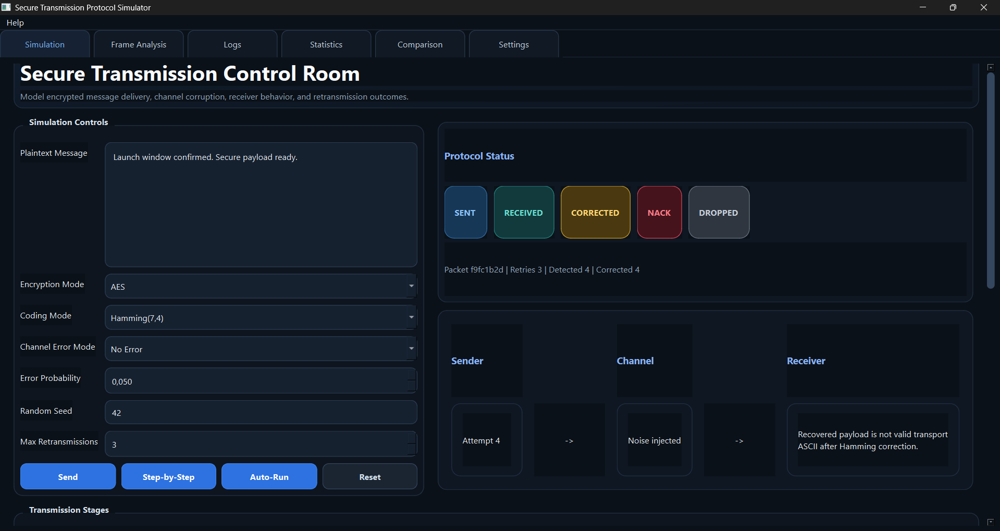 Secure Transmission Protocol Simulator
Help
Simulation
Frame Analysis
Logs
Statistics
Comparison
Settings
Secure Transmission Control Room
Model encrypted message delivery, channel corruption, receiver behavior, and retransmission outcomes.
Simulation Controls
Plaintext Message
Launch window confirmed. Secure payload ready.
Encryption Mode
AES
Coding Mode
Hamming(7,4)
Channel Error Mode
No Error
Error Probability
0,050
Random Seed
42
Max Retransmissions
3
Send
Step-by-Step
Auto-Run
Reset
Protocol Status
SENT
RECEIVED
CORRECTED
NACK
DROPPED
Packet f9fc1b2d | Retries 3 | Detected 4 | Corrected 4
Sender
Channel
Receiver
Attempt 4
->
Noise injected
->
Recovered payload is not valid transport
ASCII after Hamming correction.
Transmission Stages